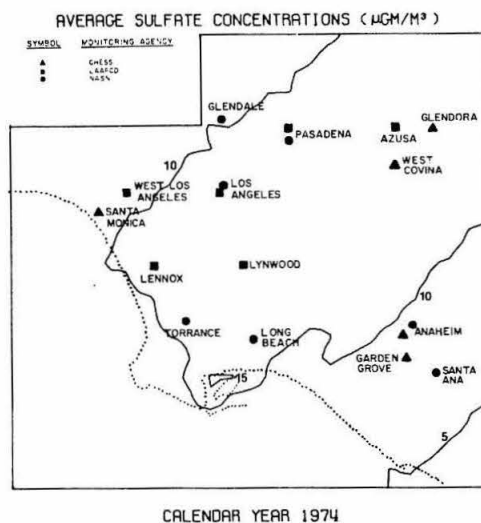 AVERAGE SULFATE CONCENTRATIONS (µGM/M³)
SYMBOL MONITORING AGENCY
CHESS
LAAPCD
NASN
GLENDALE
PASADENA
GLENDORA
AZUSA
WEST
COVINA
10
WEST LOS
ANGELES
LOS
ANGELES
SANTA
MONICA
LENNOX
LYNWOOD
10
TORRANCE
LONG
BEACH
ANAHEIM
GARDEN
GROVE
SANTA
ANA
15
5
CALENDAR YEAR 1974